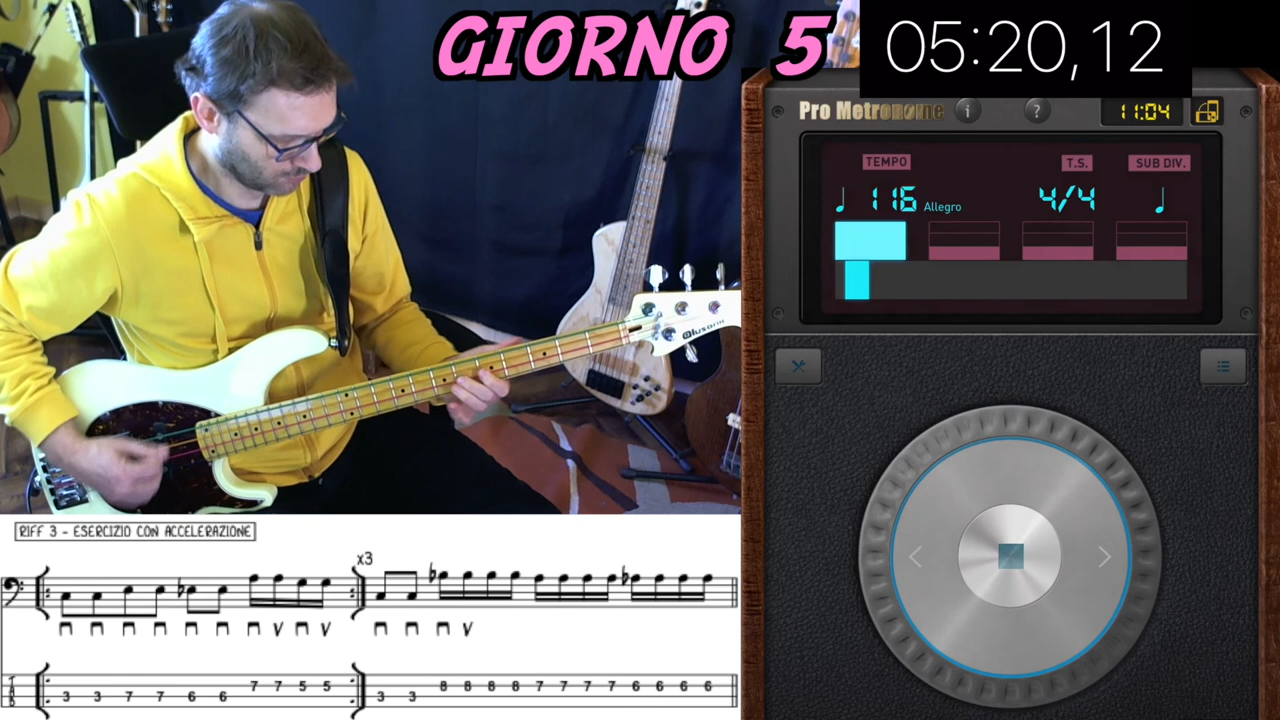 GIORNO 5
05:20,12
Pro Metronome
i
?
11:04
TEMPO
T.S.
SUB DIV.
116 Allegro
4/4
RIFF 3 - ESERCIZIO CON ACCELERAZIONE
x3
T
A
B
3 3 7 7 6 6 7 7 5 5 3 3 8 8 8 8 7 7 7 7 6 6 6 6